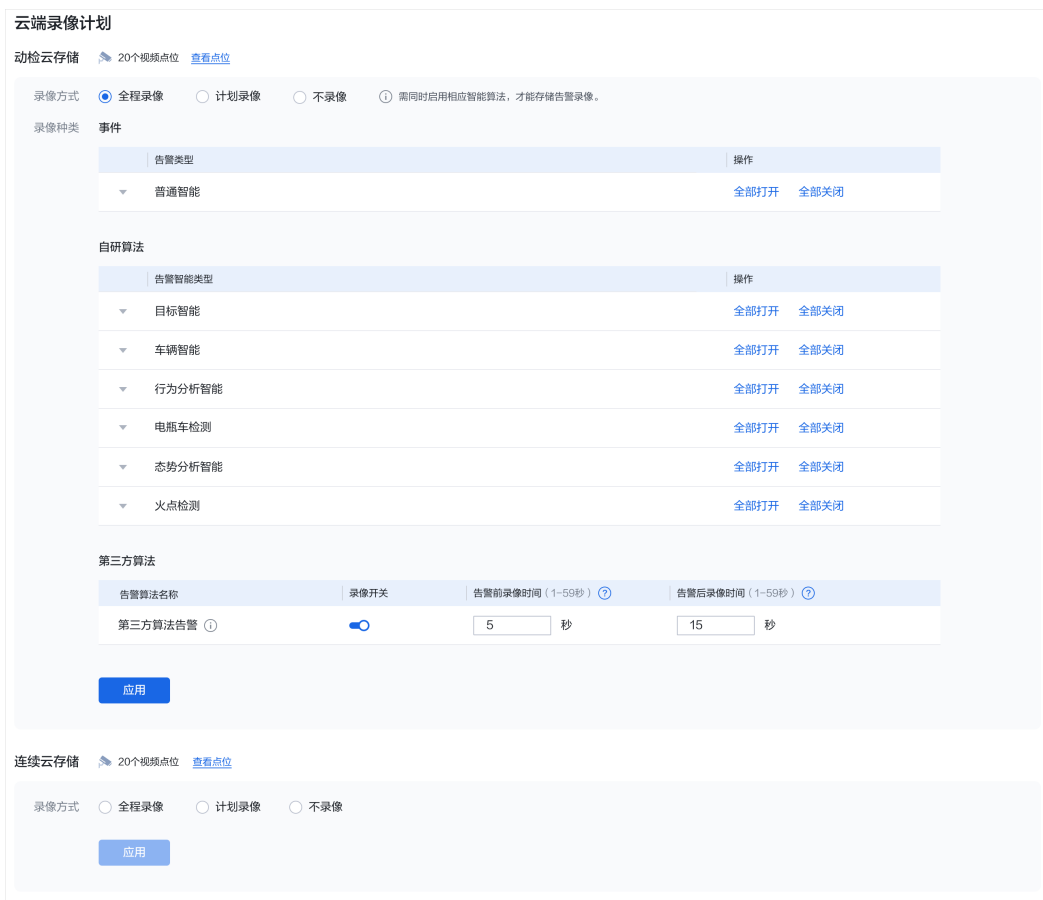 云端录像计划
动检云存储 20个视频点位 查看点位
录像方式 全程录像 计划录像 不录像 需同时启用相应智能算法，才能存储告警录像。
录像种类 事件
告警类型 操作
普通智能 全部打开 全部关闭
自研算法
告警智能类型 操作
目标智能 全部打开 全部关闭
车辆智能 全部打开 全部关闭
行为分析智能 全部打开 全部关闭
电瓶车检测 全部打开 全部关闭
态势分析智能 全部打开 全部关闭
火点检测 全部打开 全部关闭
第三方算法
告警算法名称 录像开关 告警前录像时间（1-59秒） 告警后录像时间（1-59秒）
第三方算法告警 5 秒 15 秒
应用
连续云存储 20个视频点位 查看点位
录像方式 全程录像 计划录像 不录像
应用